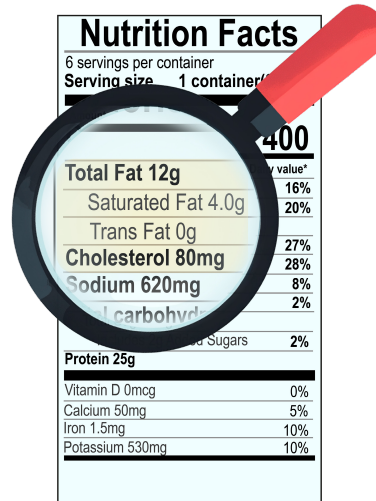 Nutrition Facts
6 servings per container
Serving size 1 container
400
value*
Total Fat 12g 16%
Saturated Fat 4.0g 20%
Trans Fat 0g
Cholesterol 80mg 27%
Sodium 620mg 28%
8%
2%
Sugars 2%
Protein 25g
Vitamin D 0mcg 0%
Calcium 50mg 5%
Iron 1.5mg 10%
Potassium 530mg 10%